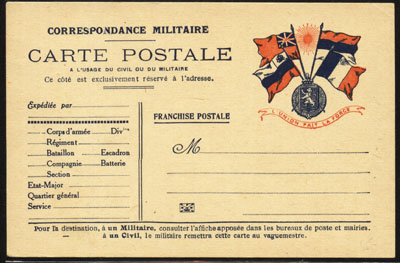 CORRESPONDANCE MILITAIRE
CARTE POSTALE
A L'USAGE DU CIVIL OU DU MILITAIRE
Ce côté est exclusivement réservé à l'adresse.
L'UNION FAIT LA FORCE
Expédiée par
FRANCHISE POSTALE
Corps d'armée Div^on
Régiment
Bataillon Escadron
Compagnie Batterie
Section
Etat-Major
Quartier général
Service
M
Pour la destination, à un Militaire, consulter l'affiche apposée dans les bureaux de poste et mairies.
à un Civil, le militaire remettra cette carte au vaguemestre.